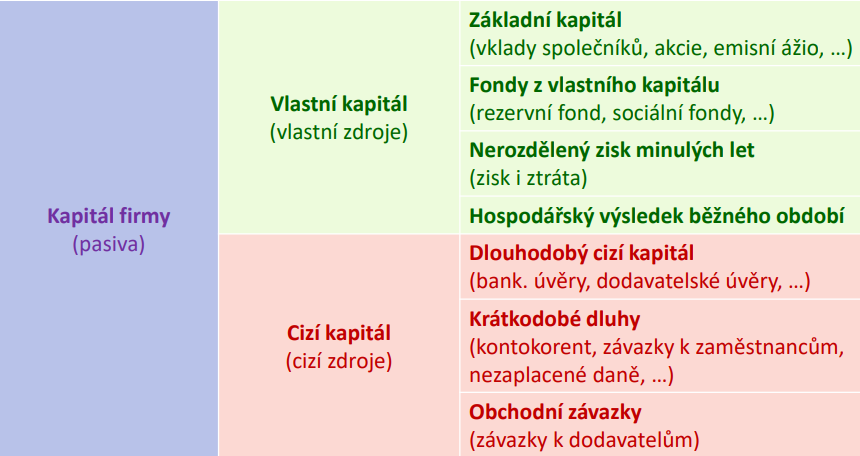 Kapitál firmy
(pasiva)
Vlastní kapitál
(vlastní zdroje)
Základní kapitál
(vklady společníků, akcie, emisní ážio, …)
Fondy z vlastního kapitálu
(rezervní fond, sociální fondy, …)
Nerozdělený zisk minulých let
(zisk i ztráta)
Hospodářský výsledek běžného období
Cizí kapitál
(cizí zdroje)
Dlouhodobý cizí kapitál
(bank. úvěry, dodavatelské úvěry, …)
Krátkodobé dluhy
(kontokorent, závazky k zaměstnancům,
nezaplacené daně, …)
Obchodní závazky
(závazky k dodavatelům)